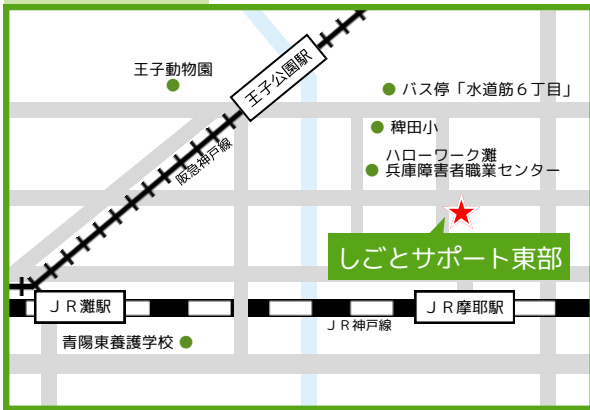 王子動物園
王子公園駅
バス停「水道筋６丁目」
稗田小
阪急神戸線
ハローワーク灘
兵庫障害者職業センター
しごとサポート東部
ＪＲ灘駅
ＪＲ摩耶駅
ＪＲ神戸線
青陽東養護学校